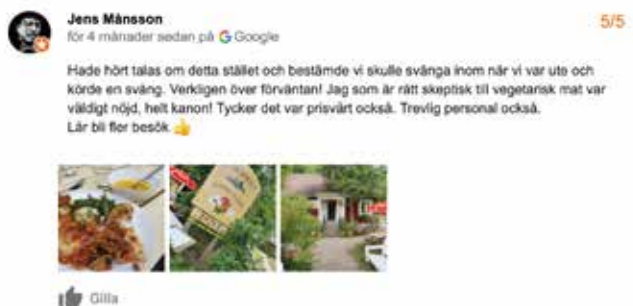 Jens Månsson
för 4 månader sedan på Google
5/5
Hade hört talas om detta stället och bestämde vi skulle svänga inom når vi var ute och
körde en sväng. Verkligen över förväntan! Jag som är rått skeptisk till vegetarisk mat var
väldigt nöjd, helt kanon! Tycker det var prisvärt också. Trevlig personal också.
Lär bli fler besök 👍
Gilla